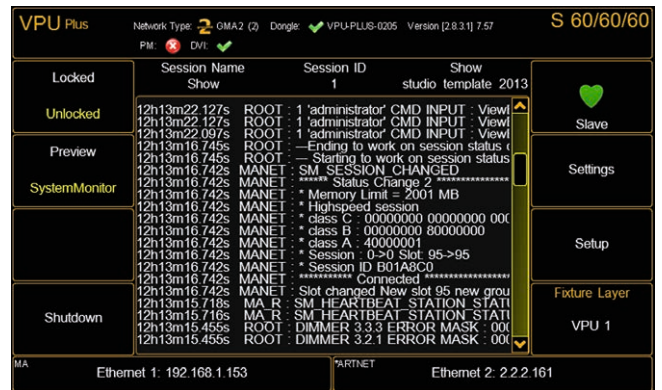 VPU Plus
Network Type: 2 GMA2 (2) Dongle: VPU-PLUS-0205 Version [2.8.3.1] 7.57
PM: DVI:
S 60/60/60
Locked
Unlocked
Preview
SystemMonitor
Shutdown
Session Name Session ID Show
Show 1 studio template 2013
12h13m22.127s ROOT : 1 'administrator' CMD INPUT : View
12h13m22.127s ROOT : 1 'administrator' CMD INPUT : View
12h13m22.097s ROOT : 1 'administrator' CMD INPUT : View
12h13m16.745s ROOT : —Ending to work on session status
12h13m16.745s ROOT : — Starting to work on session status
12h13m16.742s MANET : SM_SESSION_CHANGED
12h13m16.742s MANET : ****** Status Change 2 *****************
12h13m16.742s MANET : * Memory Limit = 2001 MB
12h13m16.742s MANET : * Highspeed session
12h13m16.742s MANET : * class C : 00000000 00000000 000
12h13m16.742s MANET : * class B : 00000000 80000000
12h13m16.742s MANET : * class A : 40000001
12h13m16.742s MANET : * Session : 0->0 Slot: 95->95
12h13m16.742s MANET : * Session ID B01A8C0
12h13m16.742s MANET : *********** Connected ******************
12h13m16.742s MANET : Slot changed New slot 95 new grou
12h13m15.718s MA_R : SM_HEARTBEAT_STATION_STATU
12h13m15.716s MA_R : SM_HEARTBEAT_STATION_STATU
12h13m15.455s ROOT : DIMMER 3.3.3 ERROR MASK : 000
12h13m15.455s ROOT : DIMMER 3.2.1 ERROR MASK : 000
Slave
Settings
Setup
Fixture Layer
VPU 1
MA
Ethernet 1: 192.168.1.153
*ARTNET
Ethernet 2: 2.2.2.161